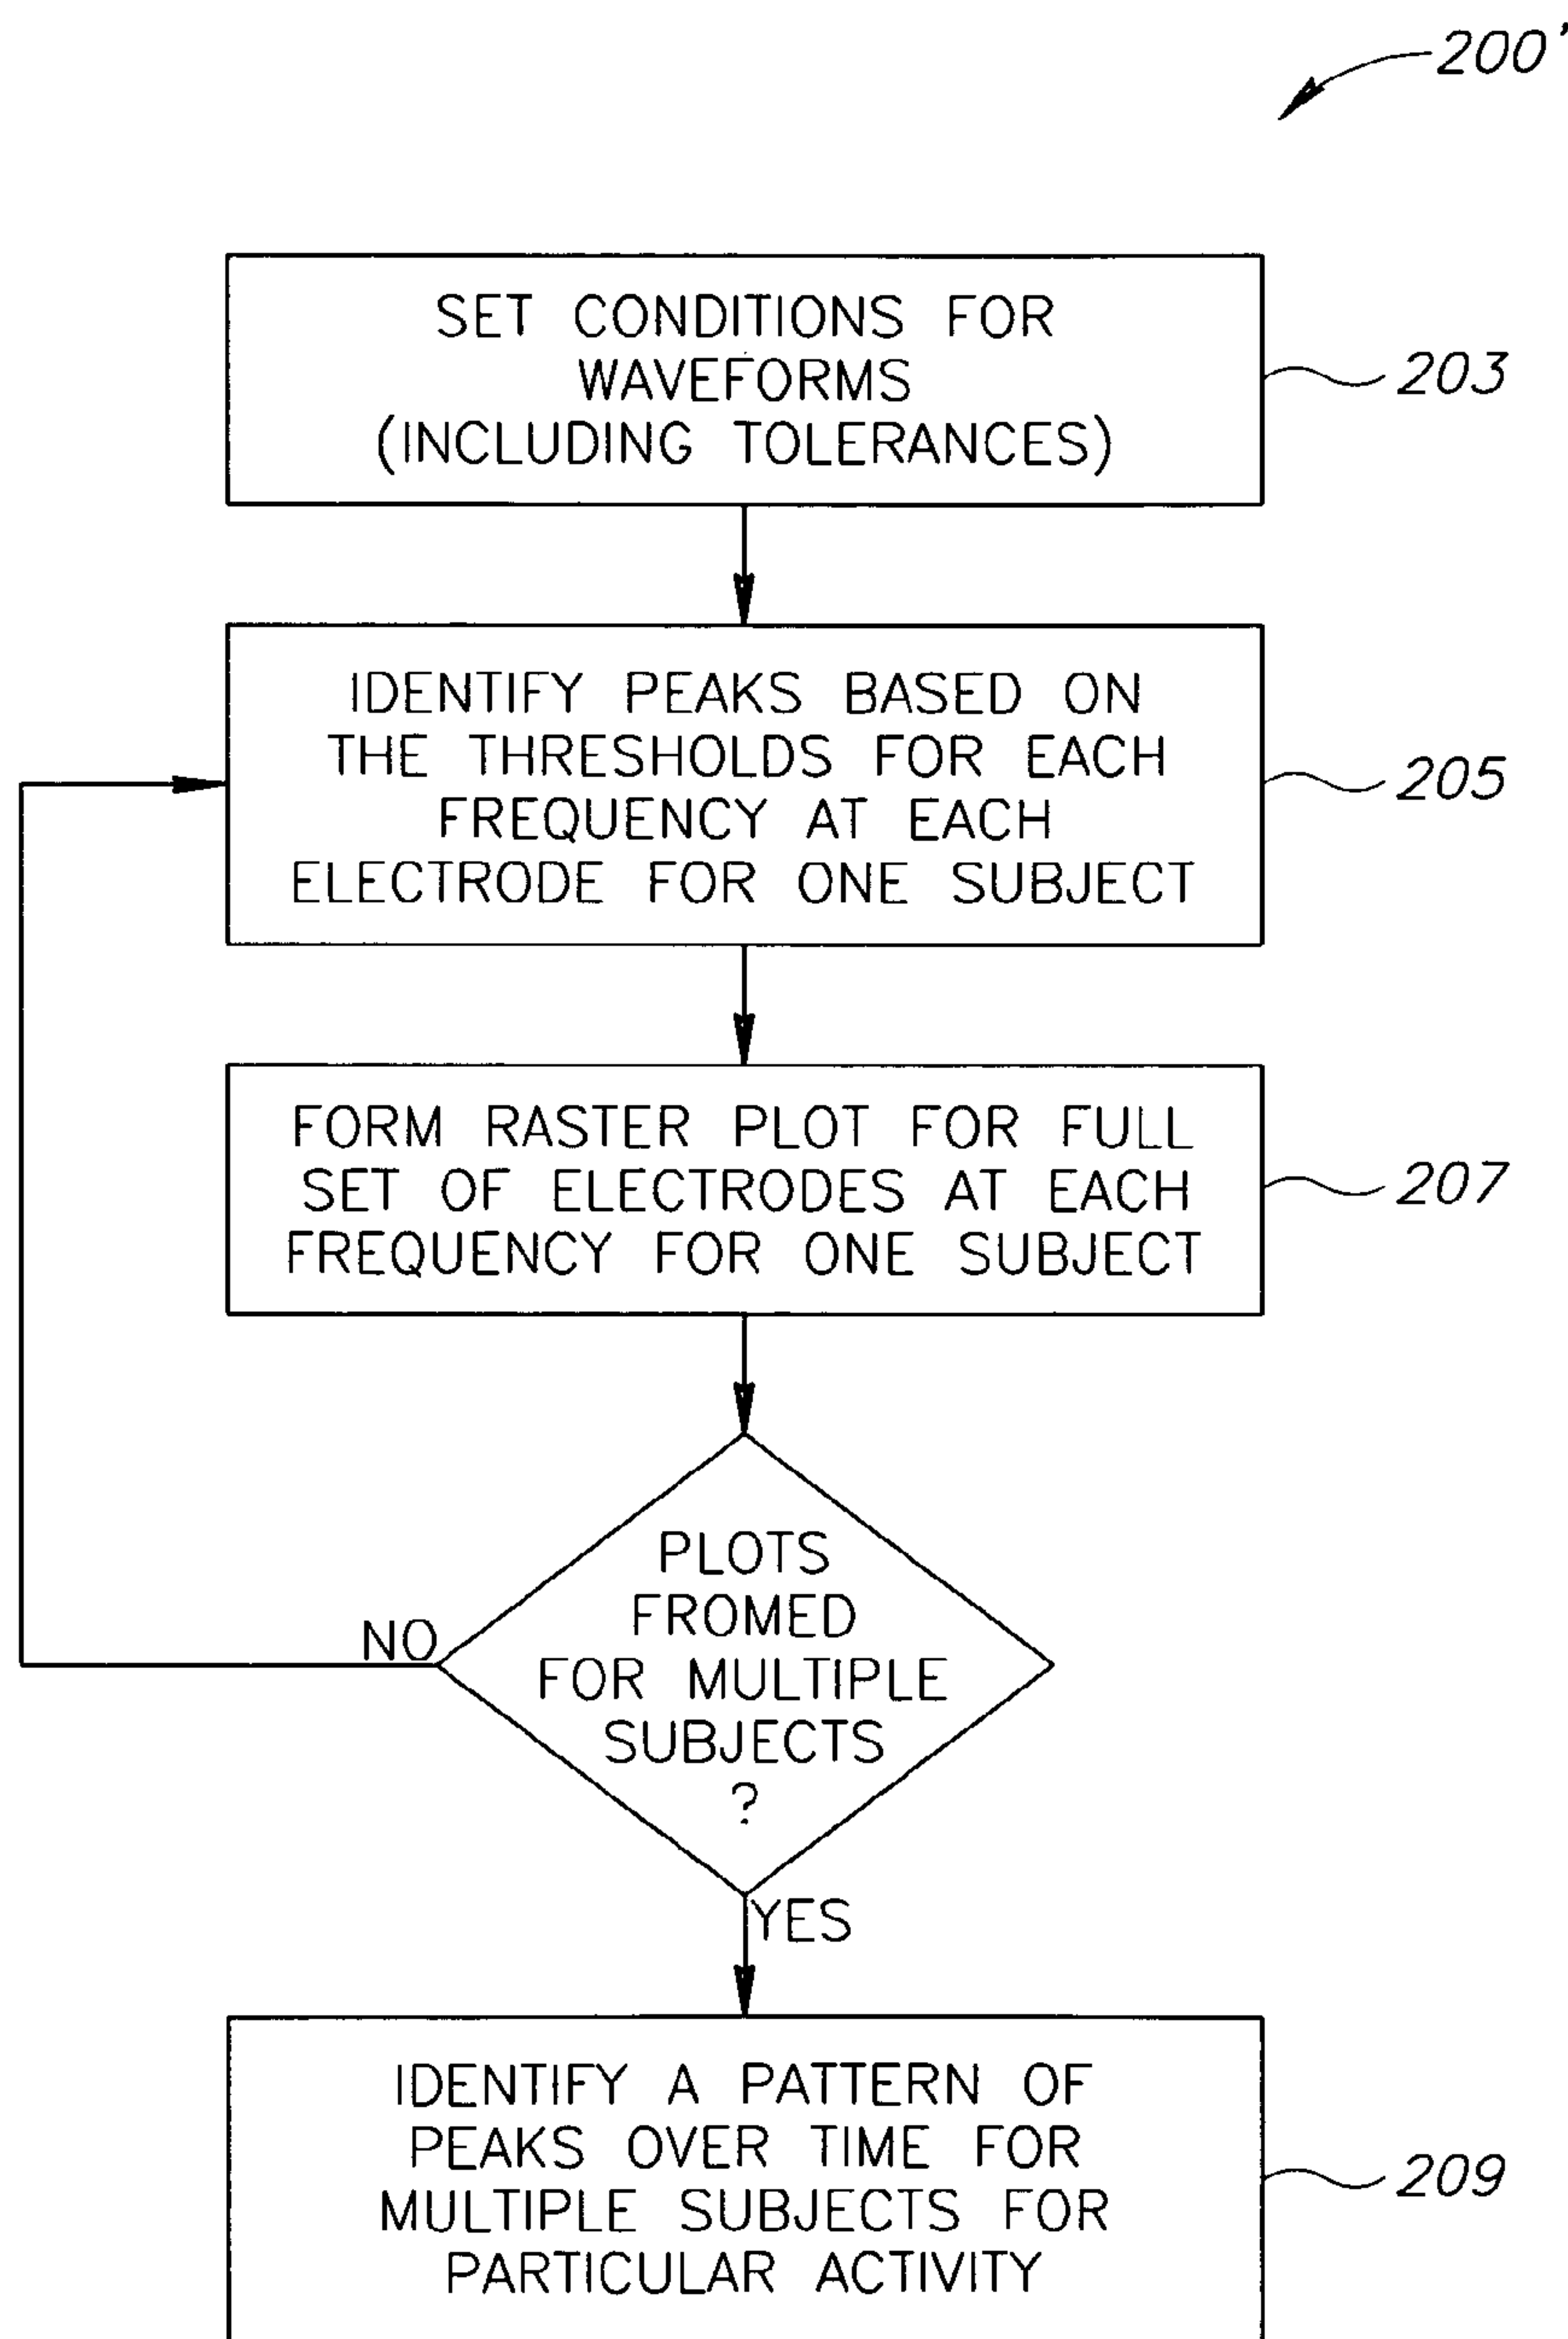 200'
SET CONDITIONS FOR
WAVEFORMS
(INCLUDING TOLERANCES)
203
IDENTIFY PEAKS BASED ON
THE THRESHOLDS FOR EACH
FREQUENCY AT EACH
ELECTRODE FOR ONE SUBJECT
205
FORM RASTER PLOT FOR FULL
SET OF ELECTRODES AT EACH
FREQUENCY FOR ONE SUBJECT
207
PLOTS
FROMED
FOR MULTIPLE
SUBJECTS
?
NO
YES
IDENTIFY A PATTERN OF
PEAKS OVER TIME FOR
MULTIPLE SUBJECTS FOR
PARTICULAR ACTIVITY
209